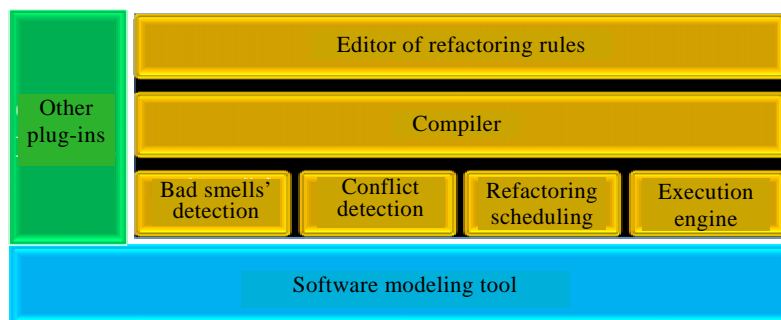 Editor of refactoring rules
Other
plug-ins
Compiler
Bad smells’
detection
Conflict
detection
Refactoring
scheduling
Execution
engine
Software modeling tool